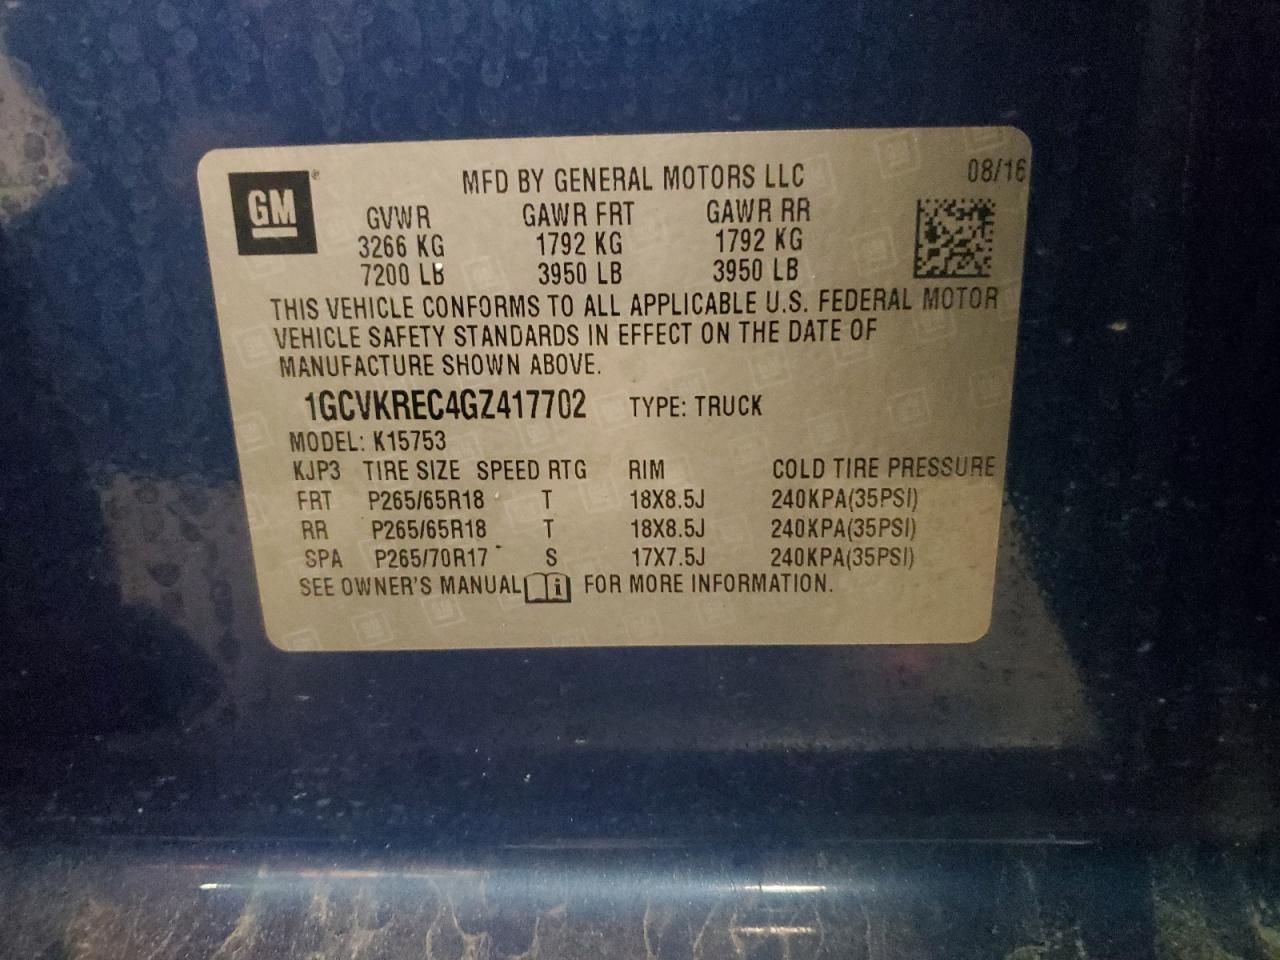 GM®
MFD BY GENERAL MOTORS LLC 08/16
GVWR GAWR FRT GAWR RR
3266 KG 1792 KG 1792 KG
7200 LB 3950 LB 3950 LB
THIS VEHICLE CONFORMS TO ALL APPLICABLE U.S. FEDERAL MOTOR
VEHICLE SAFETY STANDARDS IN EFFECT ON THE DATE OF
MANUFACTURE SHOWN ABOVE.
1GCVKREC4GZ417702 TYPE: TRUCK
MODEL: K15753
KJP3 TIRE SIZE SPEED RTG RIM COLD TIRE PRESSURE
FRT P265/65R18 T 18X8.5J 240KPA(35PSI)
RR P265/65R18 T 18X8.5J 240KPA(35PSI)
SPA P265/70R17 S 17X7.5J 240KPA(35PSI)
SEE OWNER'S MANUAL i FOR MORE INFORMATION.